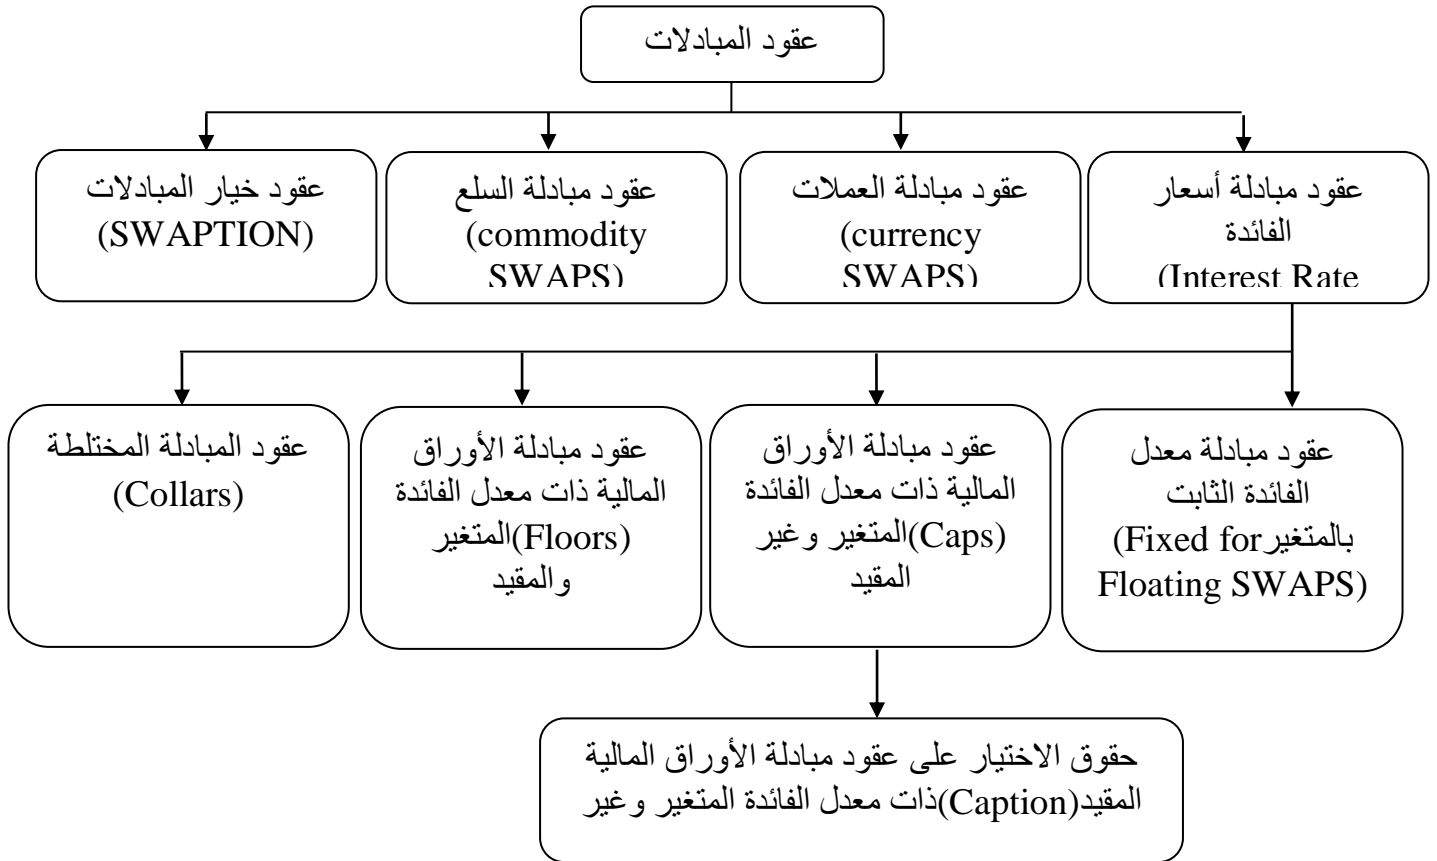 عقود المبادلات
عقود مبادلة أسعار
الفائدة
(Interest Rate
عقود مبادلة العملات
(currency
SWAPS)
عقود مبادلة السلع
(commodity
SWAPS)
عقود خيار المبادلات
(SWAPTION)
عقود مبادلة معدل
الفائدة الثابت
بالمتغير(Fixed for
Floating SWAPS)
عقود مبادلة الأوراق
المالية ذات معدل الفائدة
المتغير وغير(Caps)
المقيد
عقود مبادلة الأوراق
المالية ذات معدل الفائدة
المتغير(Floors)
والمقيد
عقود المبادلة المختلطة
(Collars)
حقوق الاختيار على عقود مبادلة الأوراق المالية
ذات معدل الفائدة المتغير وغير(Caption)المقيد